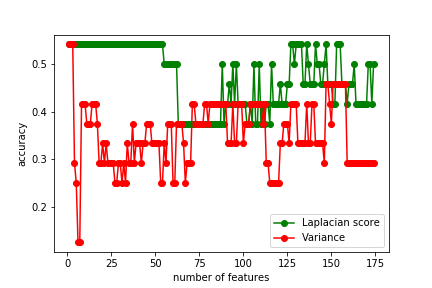 0.5
0.4
0.3
0.2
accuracy
0 25 50 75 100 125 150 175
number of features
Laplacian score
Variance